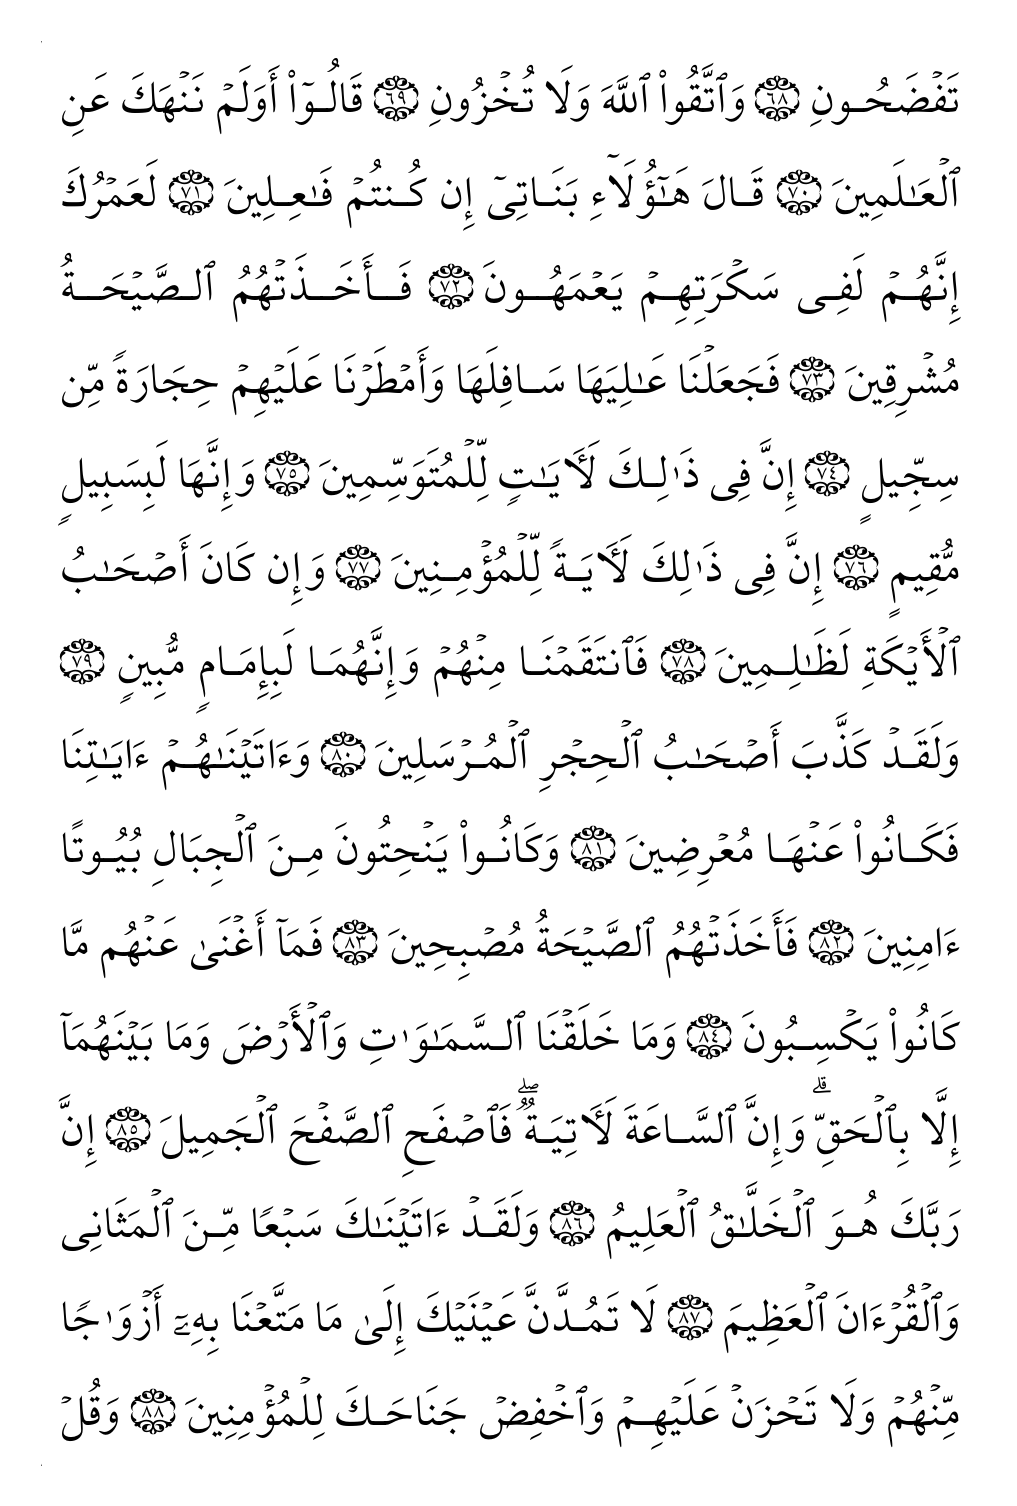 تَفۡضَحُونِ ۝٦٨ وَٱتَّقُواْ ٱللَّهَ وَلَا تُخۡزُونِ ۝٦٩ قَالُوٓاْ أَوَلَمۡ نَنۡهَكَ عَنِ
ٱلۡعَٰلَمِينَ ۝٧٠ قَالَ هَٰٓؤُلَآءِ بَنَاتِيٓ إِن كُنتُمۡ فَٰعِلِينَ ۝٧١ لَعَمۡرُكَ
إِنَّهُمۡ لَفِي سَكۡرَتِهِمۡ يَعۡمَهُونَ ۝٧٢ فَأَخَذَتۡهُمُ ٱلصَّيۡحَةُ
مُشۡرِقِينَ ۝٧٣ فَجَعَلۡنَا عَٰلِيَهَا سَافِلَهَا وَأَمۡطَرۡنَا عَلَيۡهِمۡ حِجَارَةٗ مِّن
سِجِّيلٍ ۝٧٤ إِنَّ فِي ذَٰلِكَ لَأٓيَٰتٖ لِّلۡمُتَوَسِّمِينَ ۝٧٥ وَإِنَّهَا لَبِسَبِيلٖ
مُّقِيمٍ ۝٧٦ إِنَّ فِي ذَٰلِكَ لَأٓيَةٗ لِّلۡمُؤۡمِنِينَ ۝٧٧ وَإِن كَانَ أَصۡحَٰبُ
ٱلۡأَيۡكَةِ لَظَٰلِمِينَ ۝٧٨ فَٱنتَقَمۡنَا مِنۡهُمۡ وَإِنَّهُمَا لَبِإِمَامٖ مُّبِينٖ ۝٧٩
وَلَقَدۡ كَذَّبَ أَصۡحَٰبُ ٱلۡحِجۡرِ ٱلۡمُرۡسَلِينَ ۝٨٠ وَءَاتَيۡنَٰهُمۡ ءَايَٰتِنَا
فَكَانُواْ عَنۡهَا مُعۡرِضِينَ ۝٨١ وَكَانُواْ يَنۡحِتُونَ مِنَ ٱلۡجِبَالِ بُيُوتًا
ءَامِنِينَ ۝٨٢ فَأَخَذَتۡهُمُ ٱلصَّيۡحَةُ مُصۡبِحِينَ ۝٨٣ فَمَآ أَغۡنَىٰ عَنۡهُم مَّا
كَانُواْ يَكۡسِبُونَ ۝٨٤ وَمَا خَلَقۡنَا ٱلسَّمَٰوَٰتِ وَٱلۡأَرۡضَ وَمَا بَيۡنَهُمَآ
إِلَّا بِٱلۡحَقِّۗ وَإِنَّ ٱلسَّاعَةَ لَأٓتِيَةٞۖ فَٱصۡفَحِ ٱلصَّفۡحَ ٱلۡجَمِيلَ ۝٨٥ إِنَّ
رَبَّكَ هُوَ ٱلۡخَلَّٰقُ ٱلۡعَلِيمُ ۝٨٦ وَلَقَدۡ ءَاتَيۡنَٰكَ سَبۡعٗا مِّنَ ٱلۡمَثَانِي
وَٱلۡقُرۡءَانَ ٱلۡعَظِيمَ ۝٨٧ لَا تَمُدَّنَّ عَيۡنَيۡكَ إِلَىٰ مَا مَتَّعۡنَا بِهِۦٓ أَزۡوَٰجٗا
مِّنۡهُمۡ وَلَا تَحۡزَنۡ عَلَيۡهِمۡ وَٱخۡفِضۡ جَنَاحَكَ لِلۡمُؤۡمِنِينَ ۝٨٨ وَقُلۡ